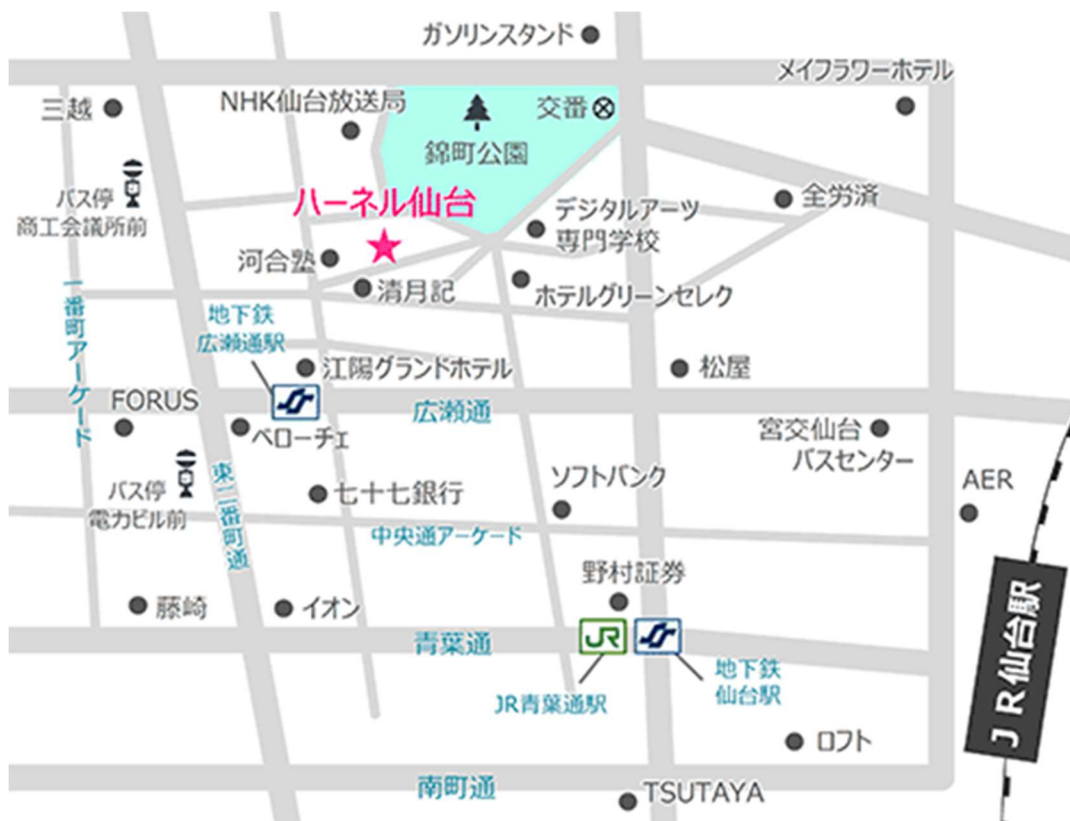 ガソリンスタンド
メイフラワーホテル
三越
NHK仙台放送局
交番
錦町公園
バス停
商工会議所前
ハーネル仙台
全労済
デジタルアーツ
専門学校
河合塾
清月記
ホテルグリーンセレク
一番町アーケード
地下鉄
広瀬通駅
江陽グランドホテル
松屋
FORUS
広瀬通
ベローチェ
宮交仙台
バスセンター
バス停
電力ビル前
東二番町通
七十七銀行
ソフトバンク
AER
中央通アーケード
野村証券
藤崎
イオン
青葉通
JR
JR青葉通駅
地下鉄
仙台駅
JR仙台駅
ロフト
南町通
TSUTAYA